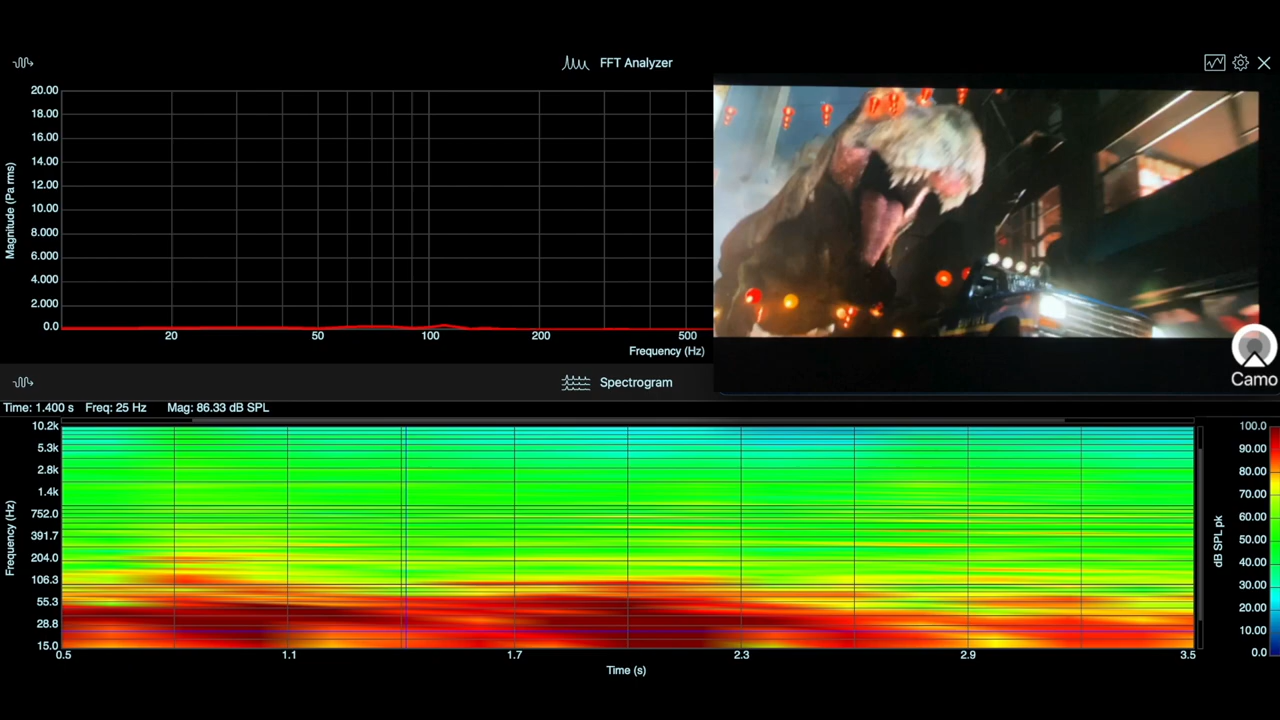 FFT Analyzer
20.00
18.00
16.00
14.00
12.00
10.00
8.000
6.000
4.000
2.000
0.0
Magnitude (Pa rms)
20 50 100 200 500
Frequency (Hz)
Camo
Spectrogram
Time: 1.400 s Freq: 25 Hz Mag: 86.33 dB SPL
10.2k
5.3k
2.8k
1.4k
752.0
391.7
204.0
106.3
55.3
28.8
15.0
Frequency (Hz)
0.5 1.1 1.7 2.3 2.9 3.5
Time (s)
100.0
90.00
80.00
70.00
60.00
50.00
40.00
30.00
20.00
10.00
0.0
dB SPL pk